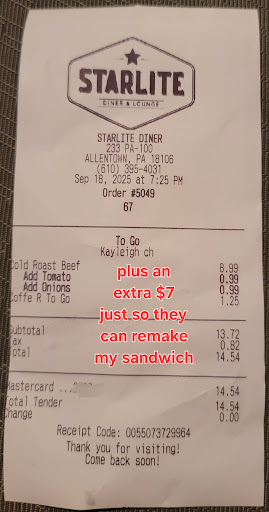 STARLITE
DINER & LOUNGE
STARLITE DINER
233 PA-100
ALLENTOWN, PA 18106
(610) 395-4031
Sep 18, 2025 at 7:25 PM
Order #5049
67
To Go
Kayleigh ch
Cold Roast Beef 8.99
Add Tomato 0.99
Add Onions 0.99
Coffe R To Go 1.25
plus an
extra $7
just so they
can remake
my sandwich
Subtotal 13.72
Tax 0.82
Total 14.54
Mastercard 14.54
Total Tender 14.54
Change 0.00
Receipt Code: 0055073729964
Thank you for visiting!
Come back soon!